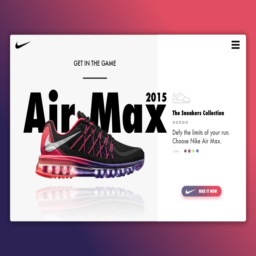 GET IN THE GAME
Air Max
2015
The Sneakers Collection
Defy the limits of your run.
Choose Nike Air Max.
NIKE IT NOW